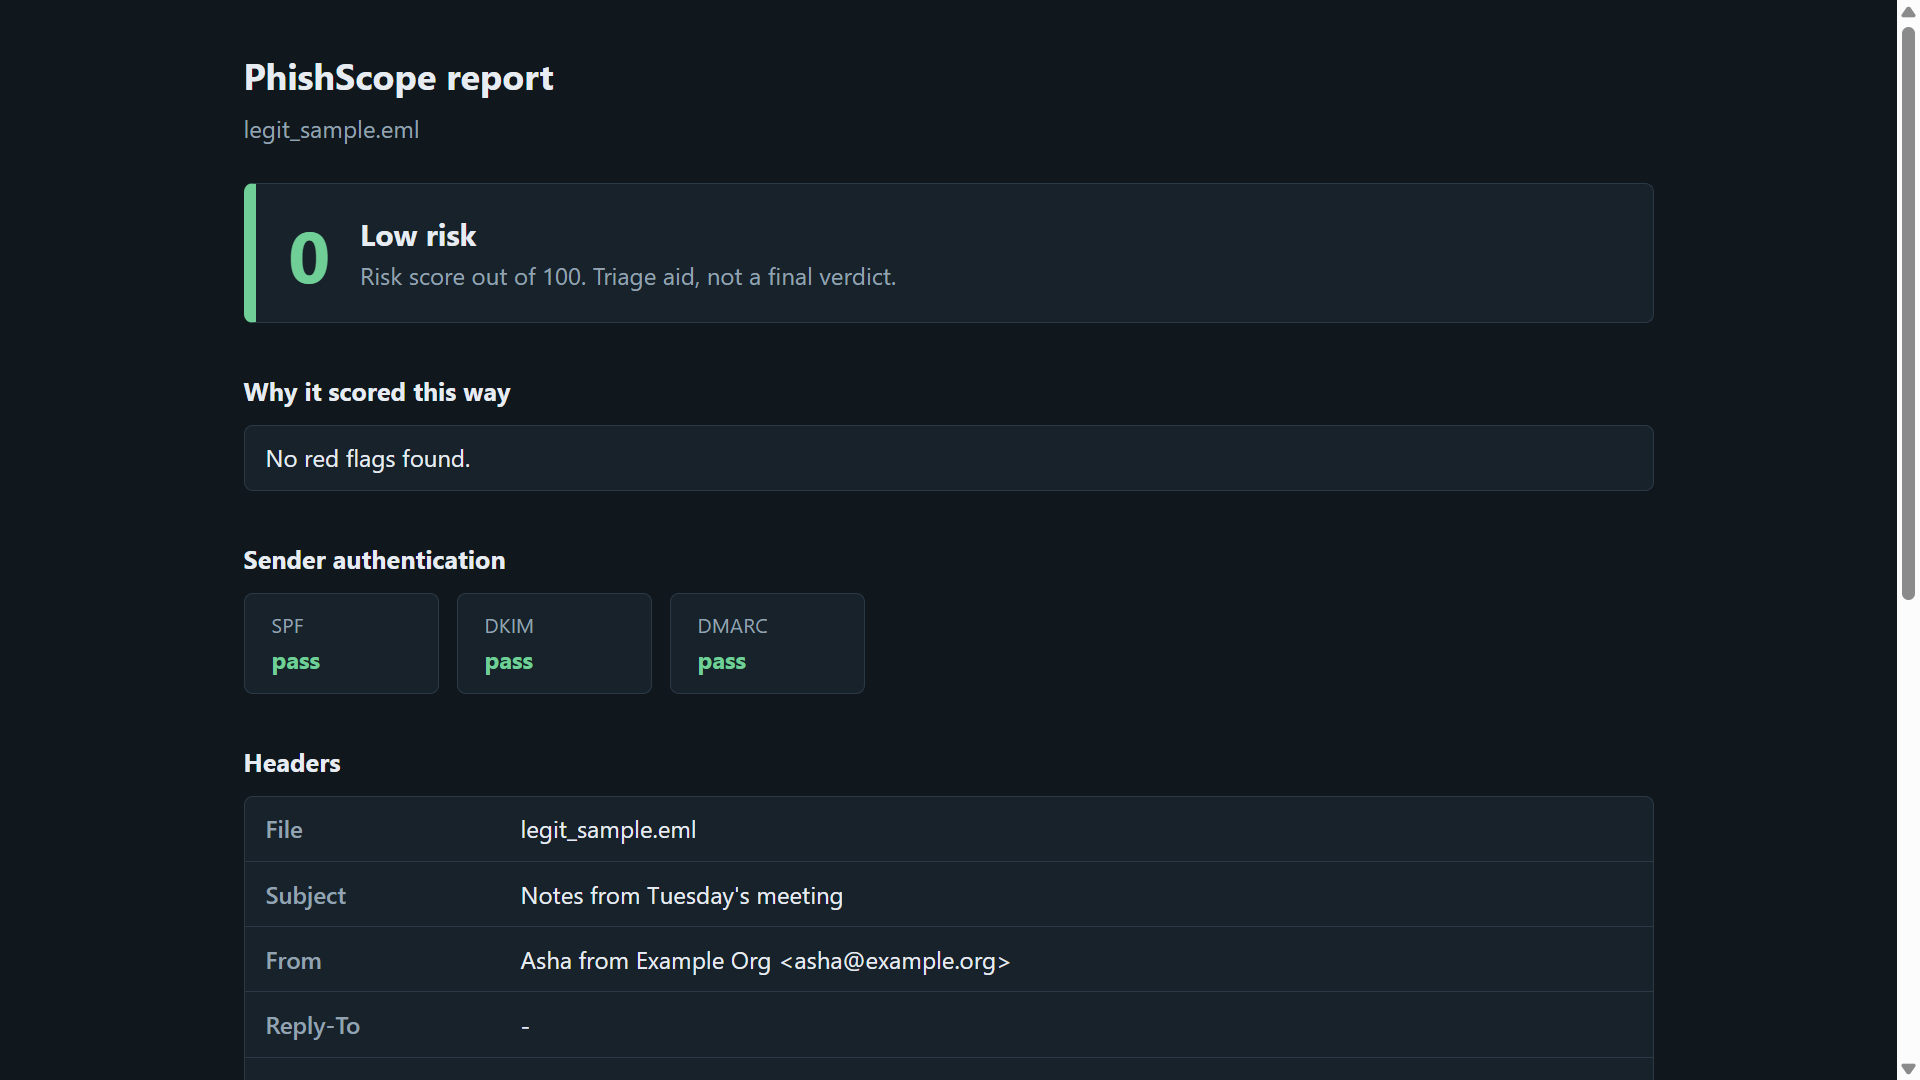 PhishScope report
legit_sample.eml
0
Low risk
Risk score out of 100. Triage aid, not a final verdict.
Why it scored this way
No red flags found.
Sender authentication
SPF
pass
DKIM
pass
DMARC
pass
Headers
File legit_sample.eml
Subject Notes from Tuesday's meeting
From Asha from Example Org <asha@example.org>
Reply-To -